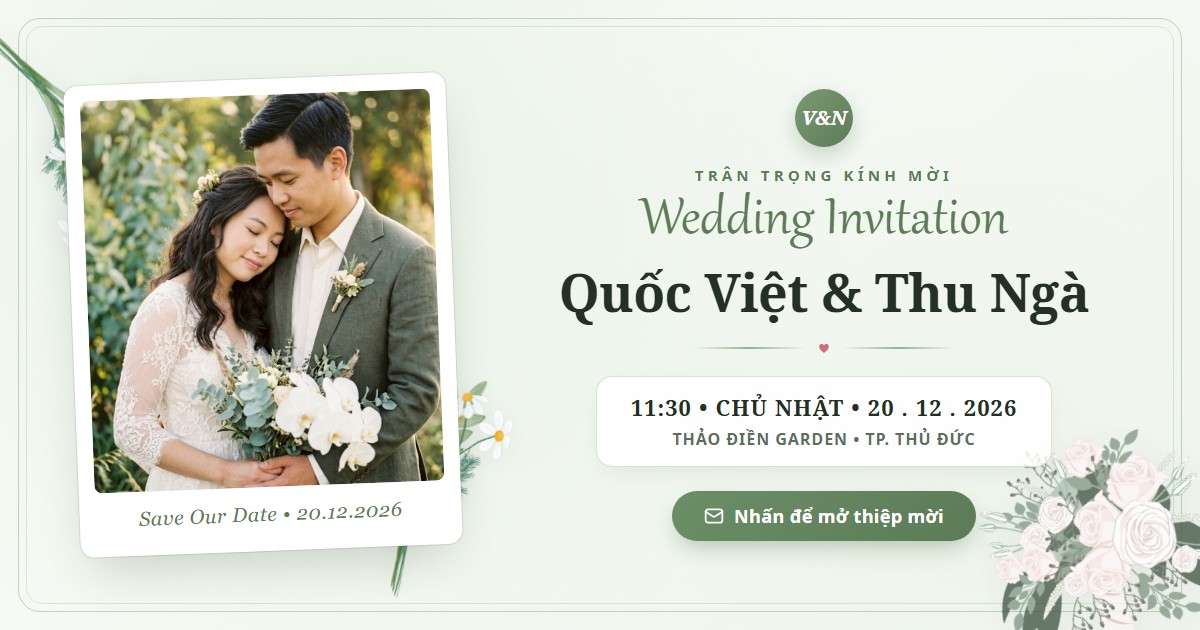 V&N
TRÂN TRỌNG KÍNH MỜI
Wedding Invitation
Quốc Việt & Thu Ngà
11:30 • CHỦ NHẬT • 20 . 12 . 2026
THẢO ĐIỀN GARDEN • TP. THỦ ĐỨC
Nhấn để mở thiệp mời
Save Our Date • 20.12.2026